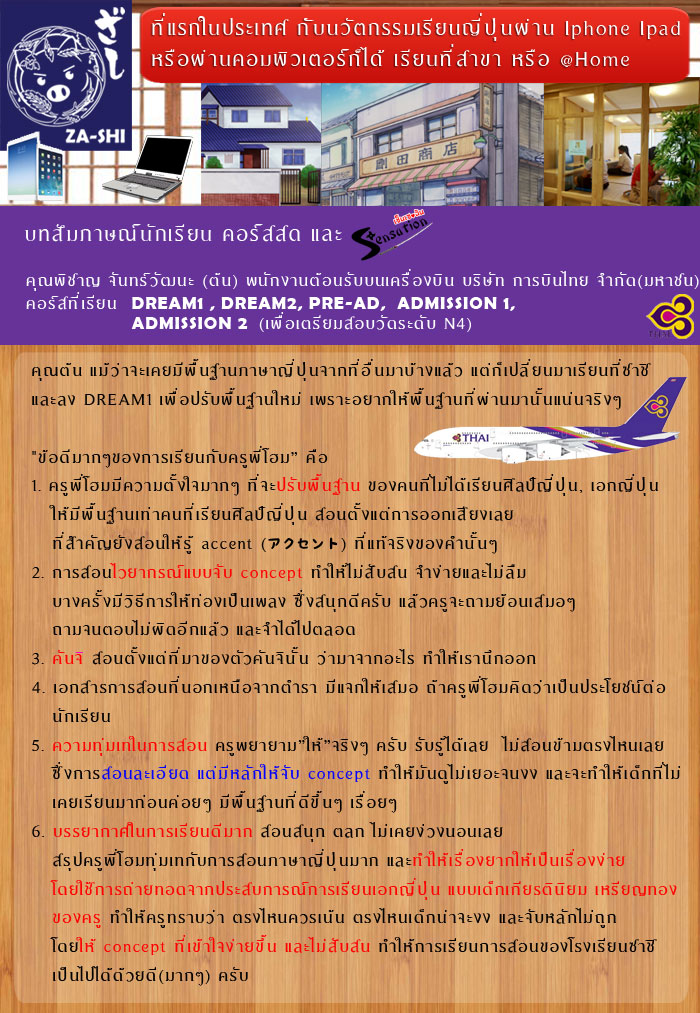 ざし
ZA-SHI
ที่แรกในประเทศ กับนวัตกรรมเรียนญี่ปุ่นผ่าน Iphone Ipad
หรือผ่านคอมพิวเตอร์ก็ได้ เรียนที่สาขา หรือ @Home
剛田商店
บทสัมภาษณ์นักเรียน คอร์สสด และ
เซ็นเซชั่น
Sensation
คุณพิชาญ จันทร์วัฒนะ (ต้น) พนักงานต้อนรับบนเครื่องบิน บริษัท การบินไทย จำกัด(มหาชน)
คอร์สที่เรียน DREAM1 , DREAM2, PRE-AD, ADMISSION 1,
ADMISSION 2 (เพื่อเตรียมสอบวัดระดับ N4)
คุณต้น แม้ว่าจะเคยมีพื้นฐานภาษาญี่ปุ่นจากที่อื่นมาบ้างแล้ว แต่ก็เปลี่ยนมาเรียนที่ซาชิ
และลง DREAM1 เพื่อปรับพื้นฐานใหม่ เพราะอยากให้พื้นฐานที่ผ่านมานั้นแน่นจริงๆ
THAI
"ข้อดีมากๆของการเรียนกับครูพี่โฮม” คือ
1. ครูพี่โฮมมีความตั้งใจมากๆ ที่จะปรับพื้นฐาน ของคนที่ไม่ได้เรียนศิลป์ญี่ปุ่น, เอกญี่ปุ่น
ให้มีพื้นฐานเท่าคนที่เรียนศิลป์ญี่ปุ่น สอนตั้งแต่การออกเสียงเลย
ที่สำคัญยังสอนให้รู้ accent (アクセント) ที่แท้จริงของคำนั้นๆ
2. การสอนไวยากรณ์แบบจับ concept ทำให้ไม่สับสน จำง่ายและไม่ลืม
บางครั้งมีวิธีการให้ท่องเป็นเพลง ซึ่งสนุกดีครับ แล้วครูจะถามย้อนเสมอๆ
ถามจนตอบไม่ผิดอีกแล้ว และจำได้ไปตลอด
3. คันจิ สอนตั้งแต่ที่มาของตัวคันจินั้น ว่ามาจากอะไร ทำให้เรานึกออก
4. เอกสารการสอนที่นอกเหนือจากตำรา มีแจกให้เสมอ ถ้าครูพี่โฮมคิดว่าเป็นประโยชน์ต่อ
นักเรียน
5. ความทุ่มเทในการสอน ครูพยายาม”ให้”จริงๆ ครับ รับรู้ได้เลย ไม่สอนข้ามตรงไหนเลย
ซึ่งการสอนละเอียด แต่มีหลักให้จับ concept ทำให้มันดูไม่เยอะจนงง และจะทำให้เด็กที่ไม่
เคยเรียนมาก่อนค่อยๆ มีพื้นฐานที่ดีขึ้นๆ เรื่อยๆ
6. บรรยากาศในการเรียนดีมาก สอนสนุก ตลก ไม่เคยง่วงนอนเลย
สรุปครูพี่โฮมทุ่มเทกับการสอนภาษาญี่ปุ่นมาก และทำให้เรื่องยากให้เป็นเรื่องง่าย
โดยใช้การถ่ายทอดจากประสบการณ์การเรียนเอกญี่ปุ่น แบบเด็กเกียรตินิยม เหรียญทอง
ของครู ทำให้ครูทราบว่า ตรงไหนควรเน้น ตรงไหนเด็กน่าจะงง และจับหลักไม่ถูก
โดยให้ concept ที่เข้าใจง่ายขึ้น และไม่สับสน ทำให้การเรียนการสอนของโรงเรียนซาชิ
เป็นไปได้ด้วยดี(มากๆ) ครับ